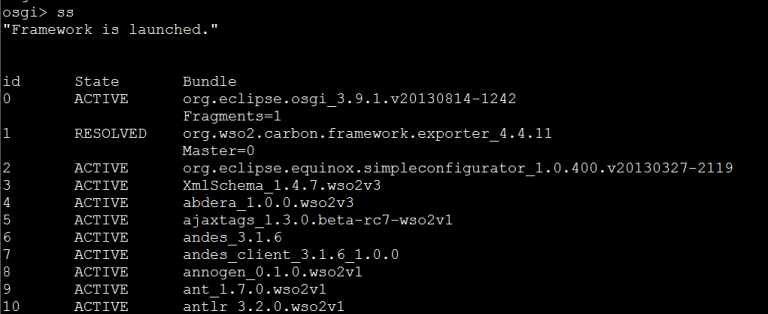 osgi> ss
"Framework is launched."
id State Bundle
0 ACTIVE org.eclipse.osgi_3.9.1.v20130814-1242
Fragments=1
1 RESOLVED org.wso2.carbon.framework.exporter_4.4.11
Master=0
2 ACTIVE org.eclipse.equinox.simpleconfigurator_1.0.400.v20130327-2119
3 ACTIVE XmlSchema_1.4.7.wso2v3
4 ACTIVE abdera_1.0.0.wso2v3
5 ACTIVE ajaxtags_1.3.0.beta-rc7-wso2v1
6 ACTIVE andes_3.1.6
7 ACTIVE andes_client_3.1.6_1.0.0
8 ACTIVE annogen_0.1.0.wso2v1
9 ACTIVE ant_1.7.0.wso2v1
10 ACTIVE antlr_3.2.0.wso2v1